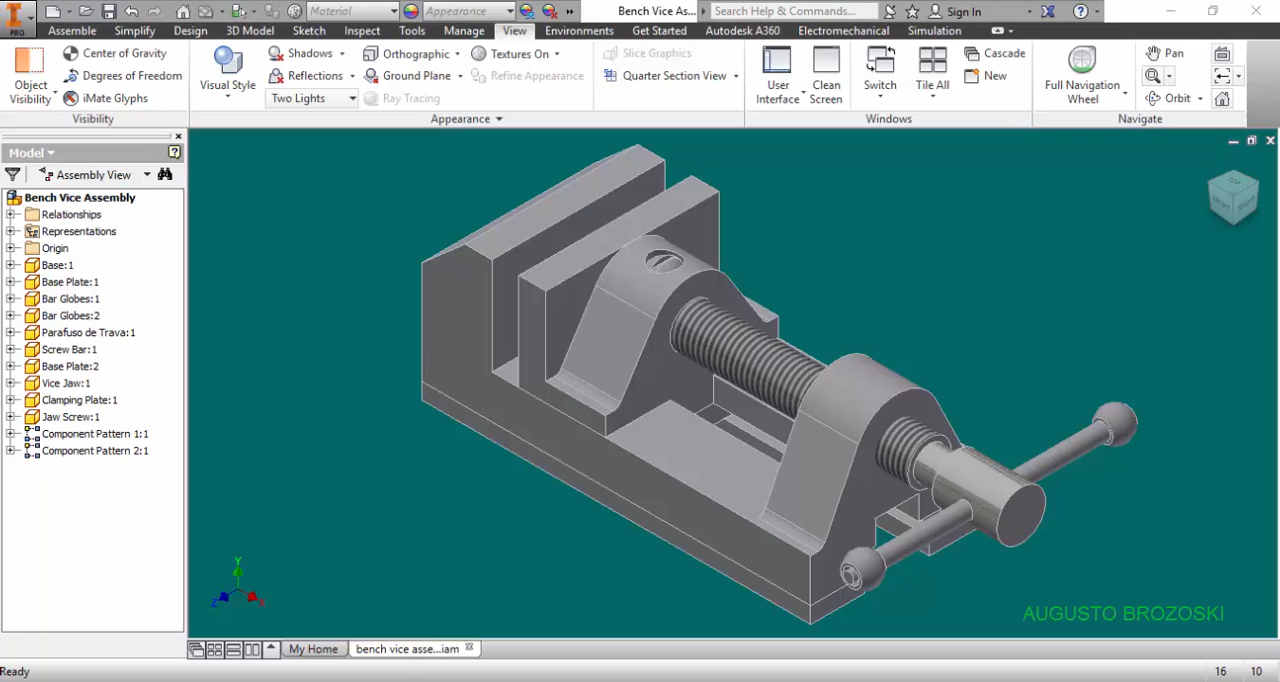 PRO
Material
Appearance
Bench Vice As...
Search Help & Commands...
Sign In
Assemble Simplify Design 3D Model Sketch Inspect Tools Manage View Environments Get Started Autodesk A360 Electromechanical Simulation
Object Visibility
Center of Gravity
Degrees of Freedom
iMate Glyphs
Visibility
Visual Style
Shadows
Reflections
Two Lights
Orthographic
Ground Plane
Ray Tracing
Textures On
Refine Appearance
Appearance
Slice Graphics
Quarter Section View
User Interface
Clean Screen
Switch
Tile All
Cascade
New
Windows
Full Navigation Wheel
Pan
Orbit
Navigate
Model
Assembly View
Bench Vice Assembly
Relationships
Representations
Origin
Base:1
Base Plate:1
Bar Globes:1
Bar Globes:2
Parafuso de Trava:1
Screw Bar:1
Base Plate:2
Vice Jaw:1
Clamping Plate:1
Jaw Screw:1
Component Pattern 1:1
Component Pattern 2:1
Y
Z
X
AUGUSTO BROZOSKI
My Home
bench vice asse...iam
Ready
16 10